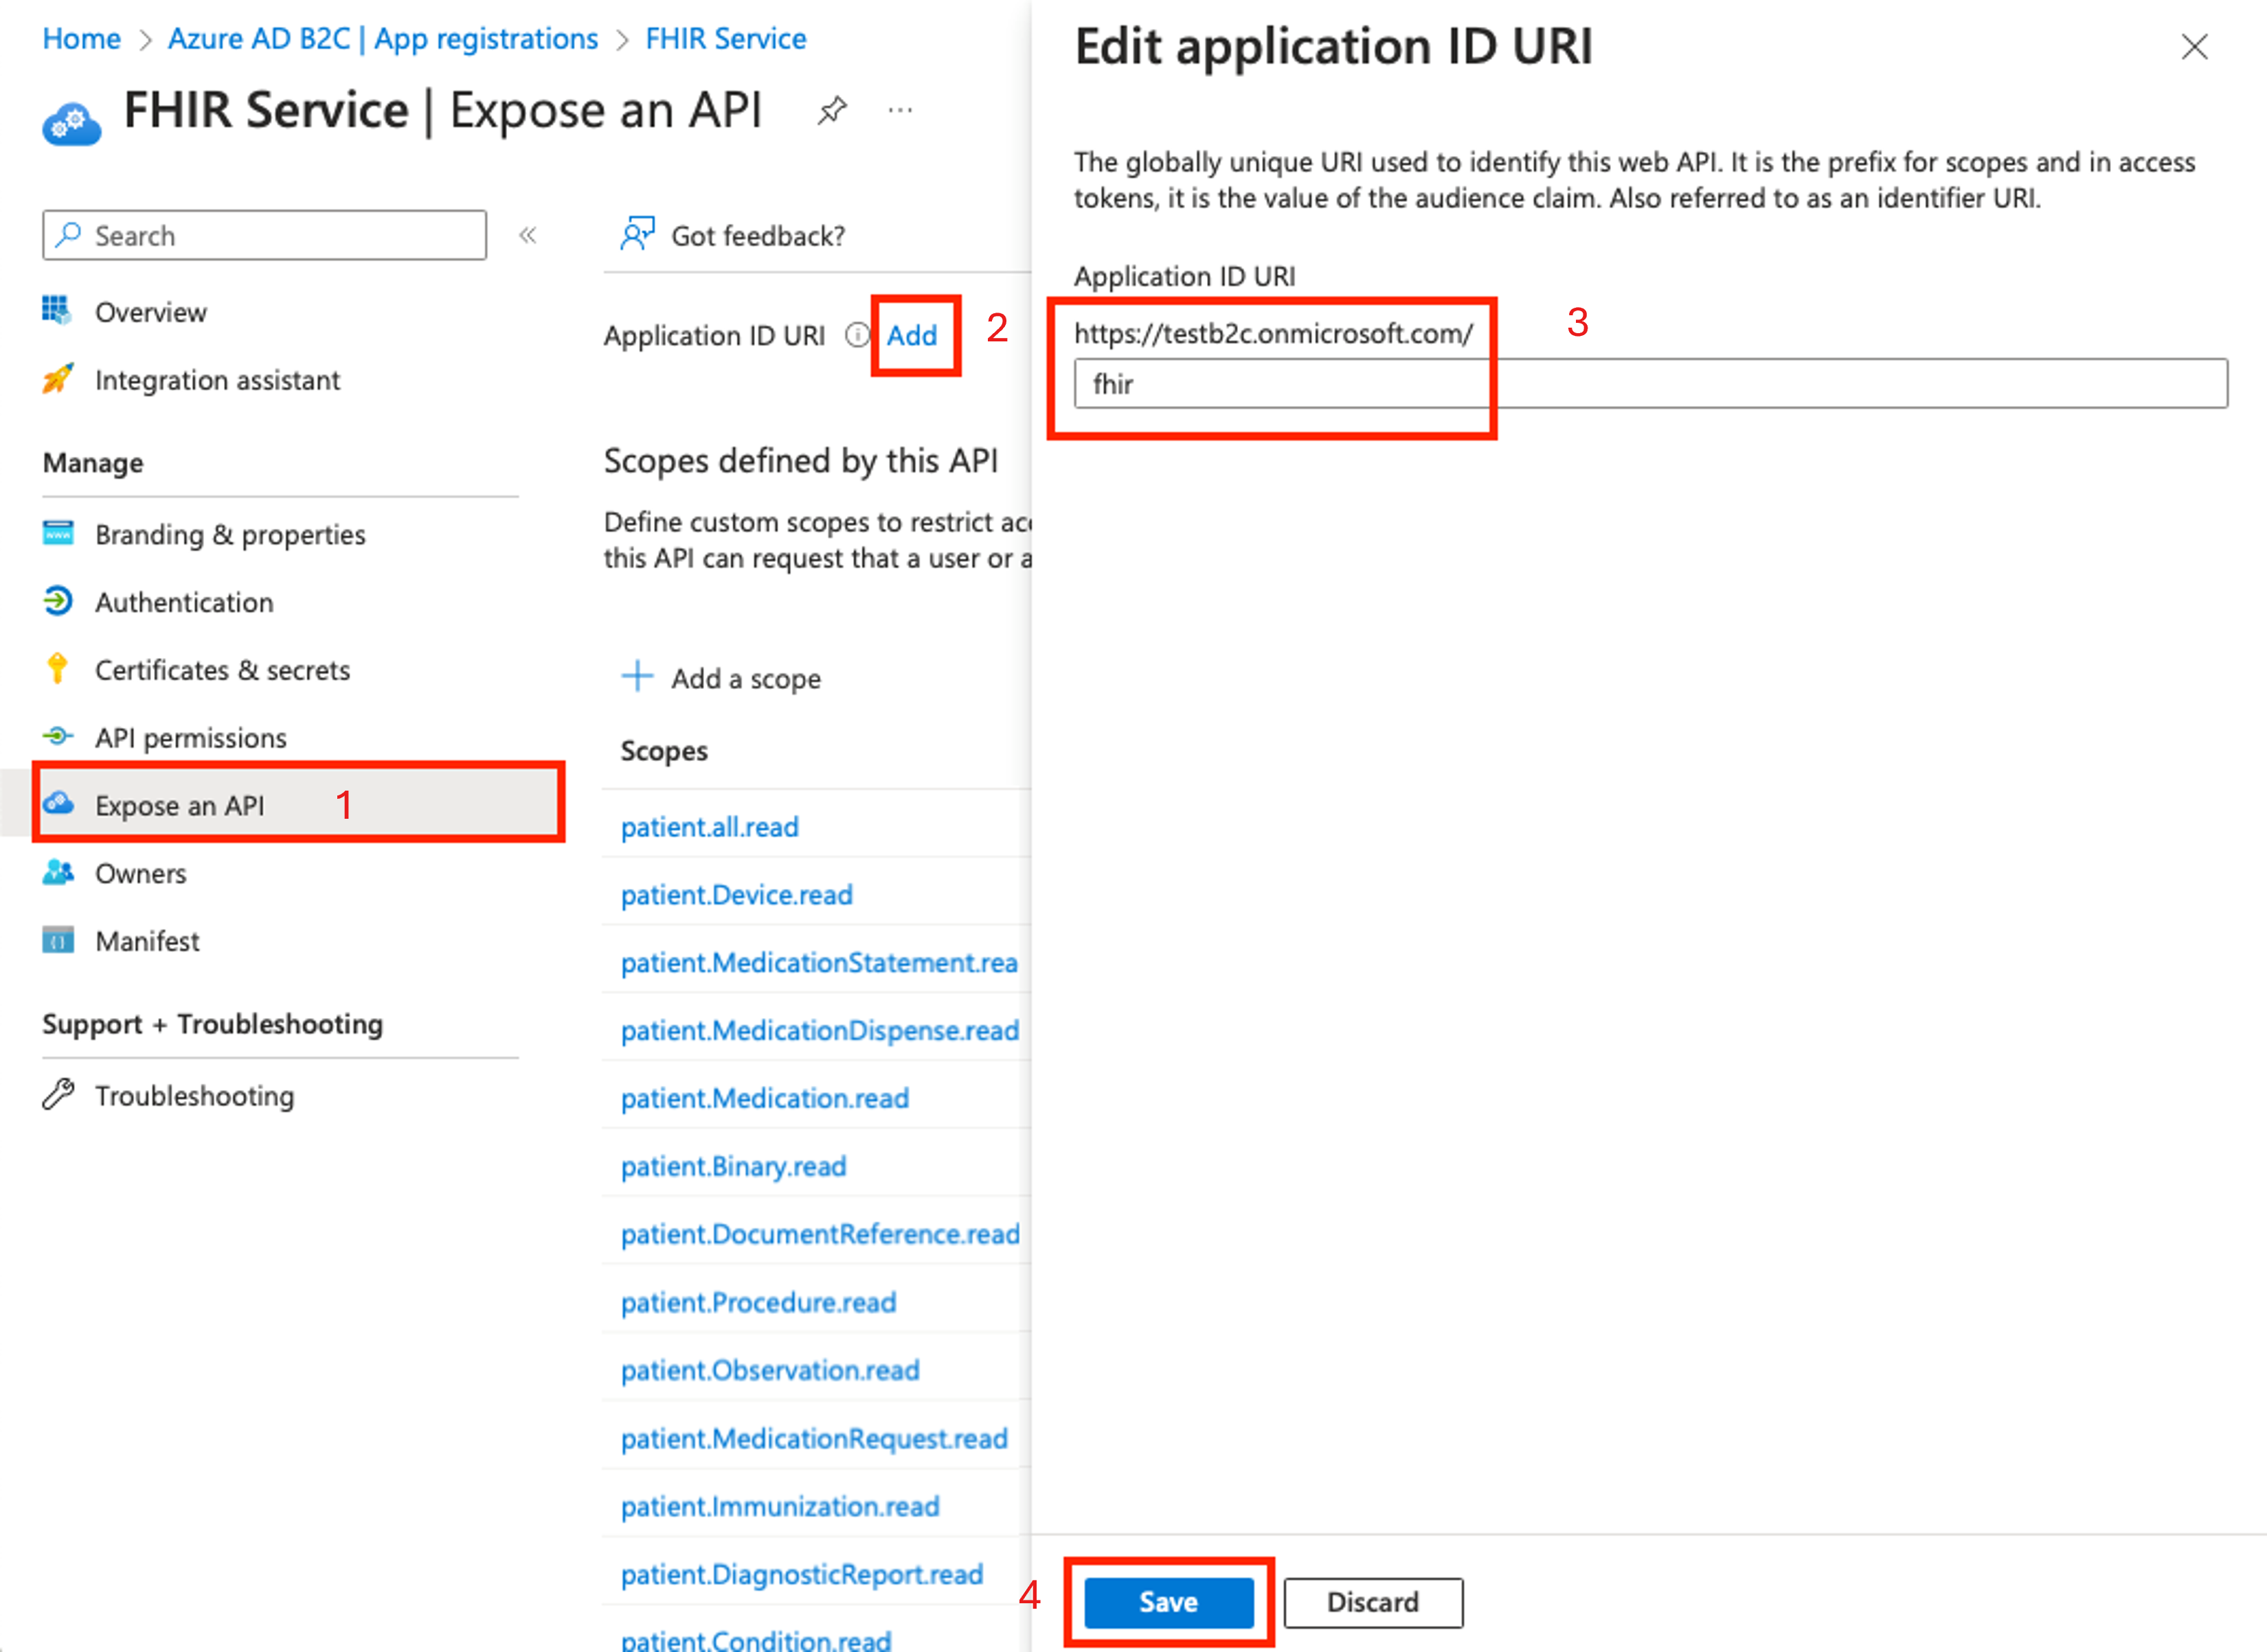 Home > Azure AD B2C | App registrations > FHIR Service
FHIR Service | Expose an API
...
Search
«
Overview
Integration assistant
Manage
Branding & properties
Authentication
Certificates & secrets
API permissions
Expose an API 1
Owners
Manifest
Support + Troubleshooting
Troubleshooting
Got feedback?
Application ID URI Add 2
Scopes defined by this API
Define custom scopes to restrict acc
this API can request that a user or a
Add a scope
Scopes
patient.all.read
patient.Device.read
patient.MedicationStatement.rea
patient.MedicationDispense.read
patient.Medication.read
patient.Binary.read
patient.DocumentReference.read
patient.Procedure.read
patient.Observation.read
patient.MedicationRequest.read
patient.Immunization.read
patient.DiagnosticReport.read
patient.Condition.read
Edit application ID URI
The globally unique URI used to identify this web API. It is the prefix for scopes and in access
tokens, it is the value of the audience claim. Also referred to as an identifier URI.
Application ID URI
https://testb2c.onmicrosoft.com/ 3
fhir
4 Save Discard